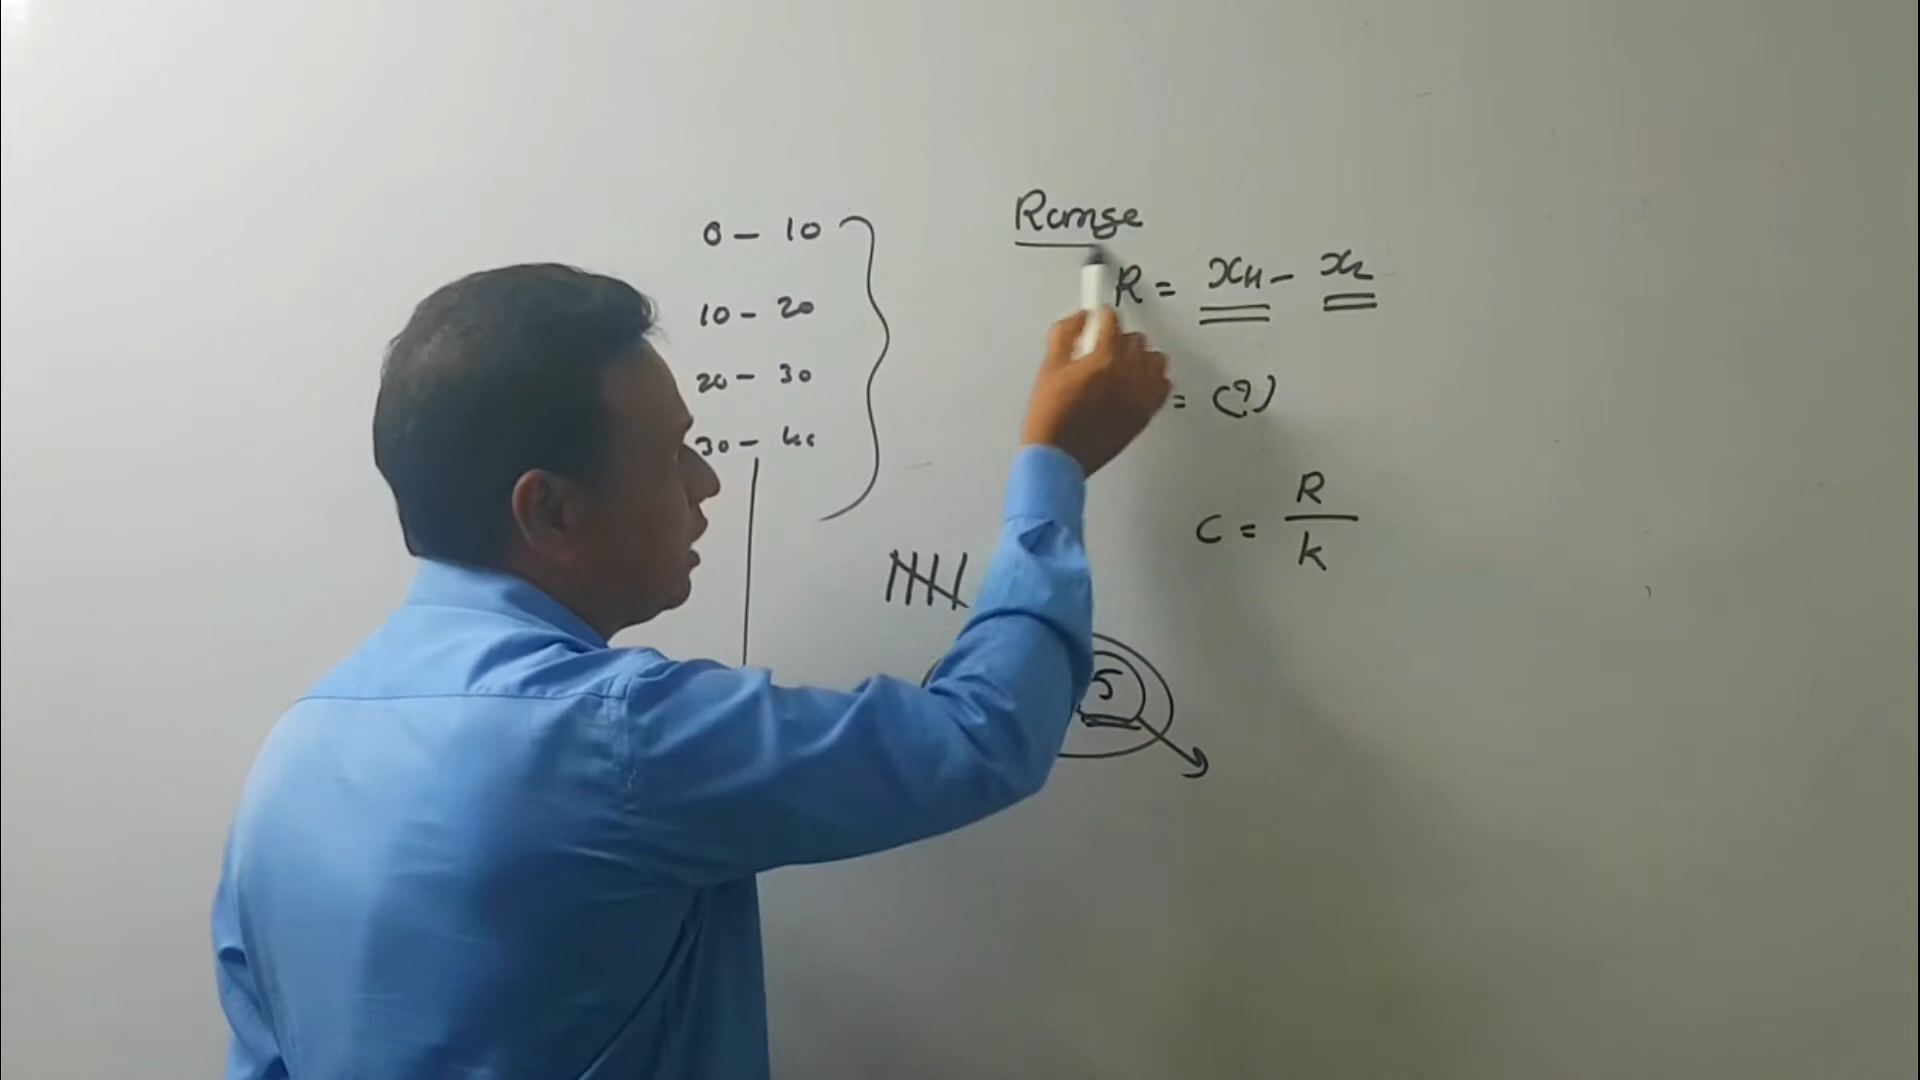 0 - 10
10 - 20
20 - 30
30 - 40
Range
R = xH - xL
= (?)
C = R / k
5